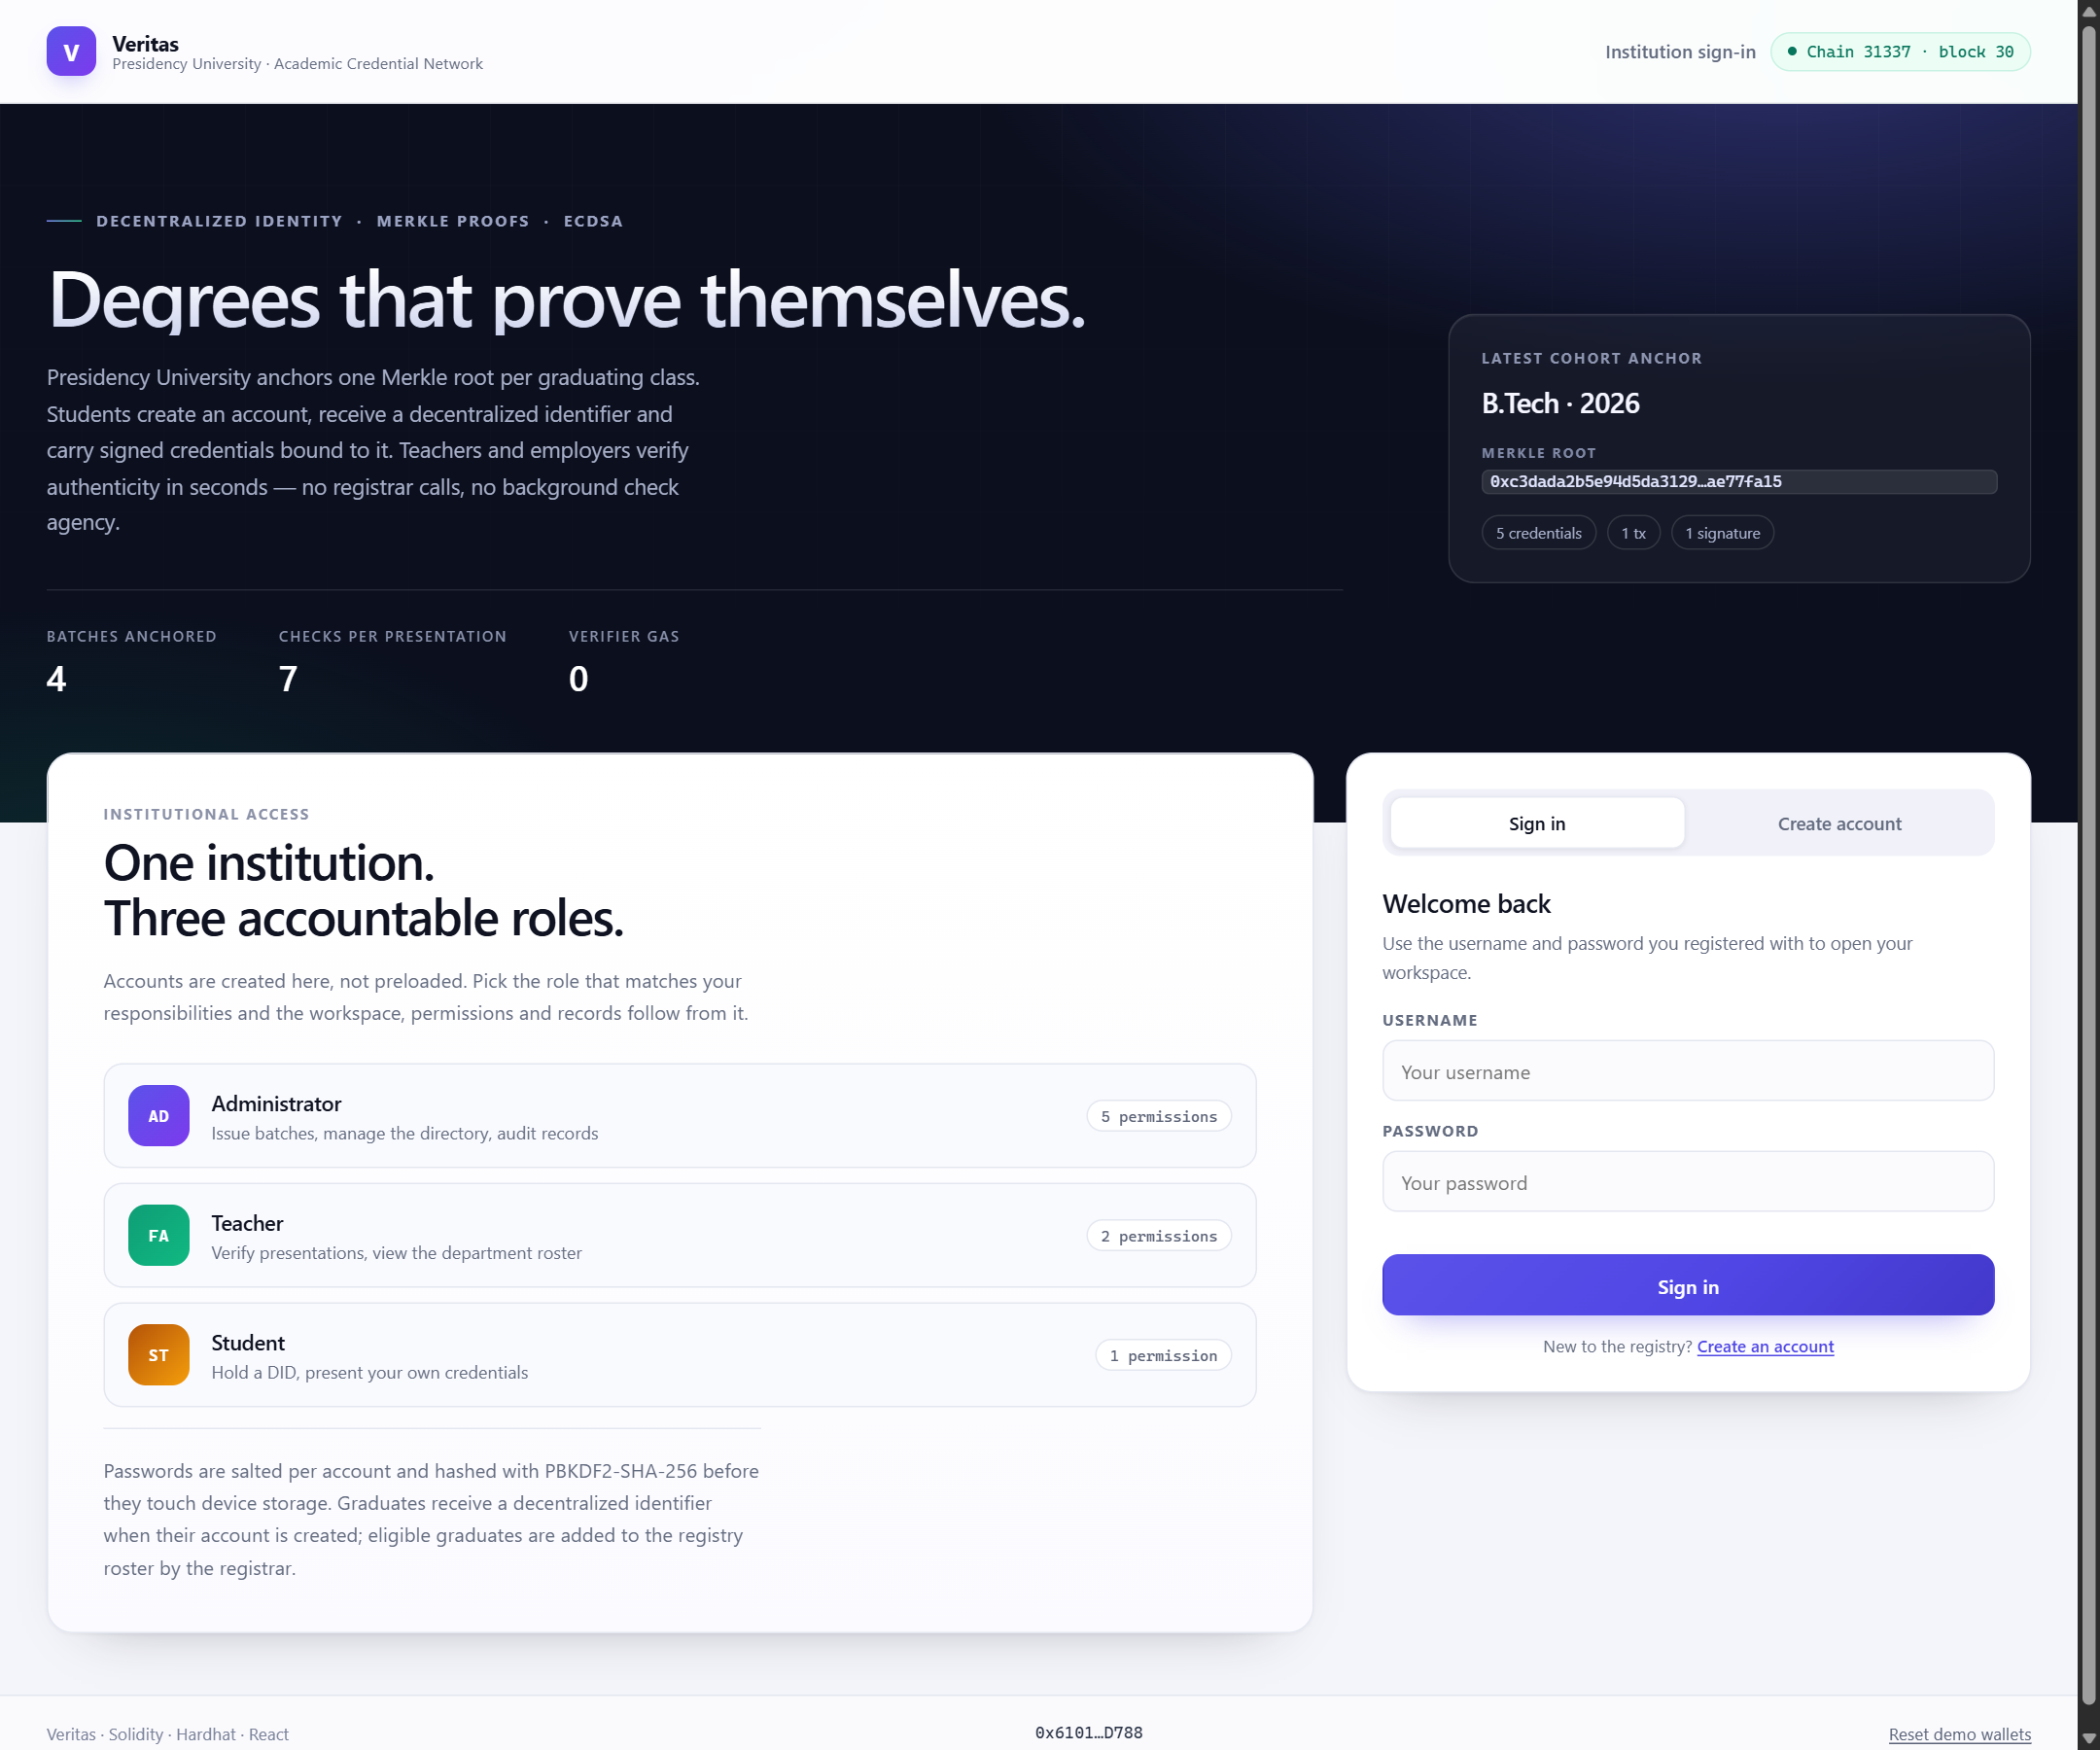 V
Veritas
Presidency University · Academic Credential Network
Institution sign-in
Chain 31337 · block 30
DECENTRALIZED IDENTITY · MERKLE PROOFS · ECDSA
Degrees that prove themselves.
Presidency University anchors one Merkle root per graduating class.
Students create an account, receive a decentralized identifier and
carry signed credentials bound to it. Teachers and employers verify
authenticity in seconds — no registrar calls, no background check
agency.
LATEST COHORT ANCHOR
B.Tech · 2026
MERKLE ROOT
0xc3dada2b5e94d5da3129…ae77fa15
5 credentials
1 tx
1 signature
BATCHES ANCHORED
4
CHECKS PER PRESENTATION
7
VERIFIER GAS
0
INSTITUTIONAL ACCESS
One institution.
Three accountable roles.
Accounts are created here, not preloaded. Pick the role that matches your
responsibilities and the workspace, permissions and records follow from it.
AD
Administrator
Issue batches, manage the directory, audit records
5 permissions
FA
Teacher
Verify presentations, view the department roster
2 permissions
ST
Student
Hold a DID, present your own credentials
1 permission
Passwords are salted per account and hashed with PBKDF2-SHA-256 before
they touch device storage. Graduates receive a decentralized identifier
when their account is created; eligible graduates are added to the registry
roster by the registrar.
Sign in
Create account
Welcome back
Use the username and password you registered with to open your
workspace.
USERNAME
Your username
PASSWORD
Your password
Sign in
New to the registry? Create an account
Veritas · Solidity · Hardhat · React
0x6101…D788
Reset demo wallets